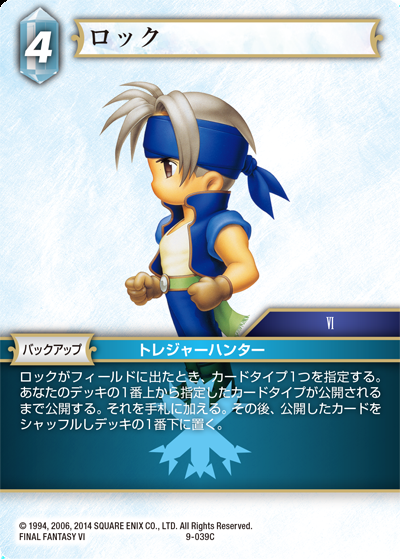 4
ロック
VI
バックアップ
トレジャーハンター
ロックがフィールドに出たとき、カードタイプ1つを指定する。
あなたのデッキの1番上から指定したカードタイプが公開される
まで公開する。それを手札に加える。その後、公開したカードを
シャッフルしデッキの1番下に置く。
© 1994, 2006, 2014 SQUARE ENIX CO., LTD. All Rights Reserved.
FINAL FANTASY VI
9-039C